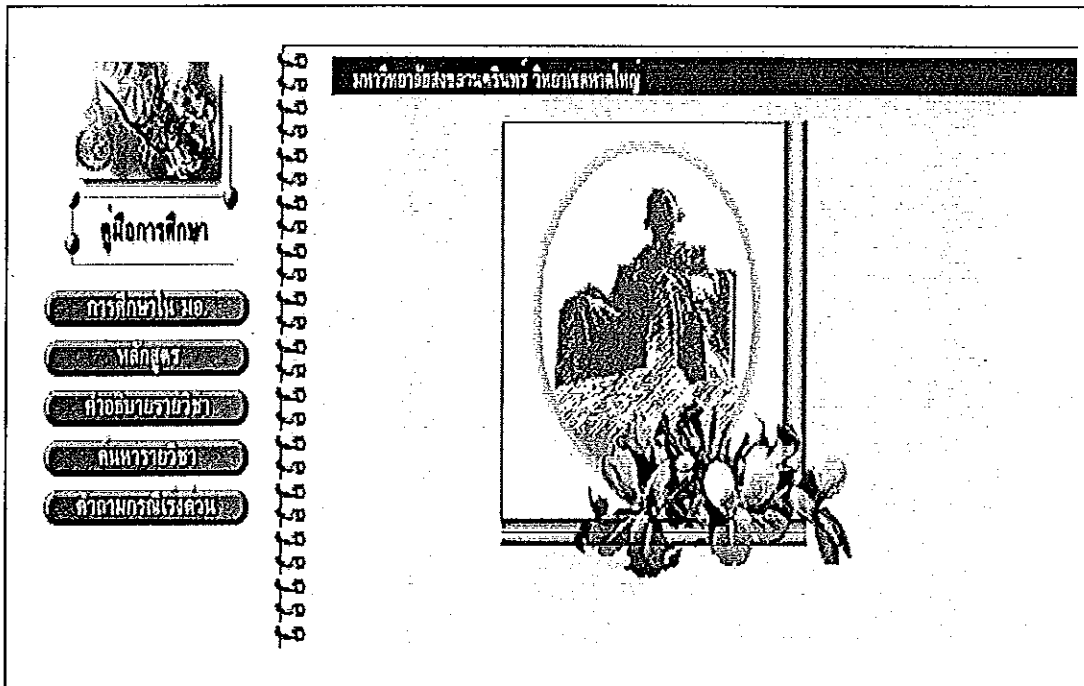 มหาวิทยาลัยสงขลานครินทร์ วิทยาเขตหาดใหญ่
คู่มือการศึกษา
การศึกษาใน มอ.
หลักสูตร
คำอธิบายรายวิชา
ค้นหารายวิชา
คำถามกรณีเร่งด่วน